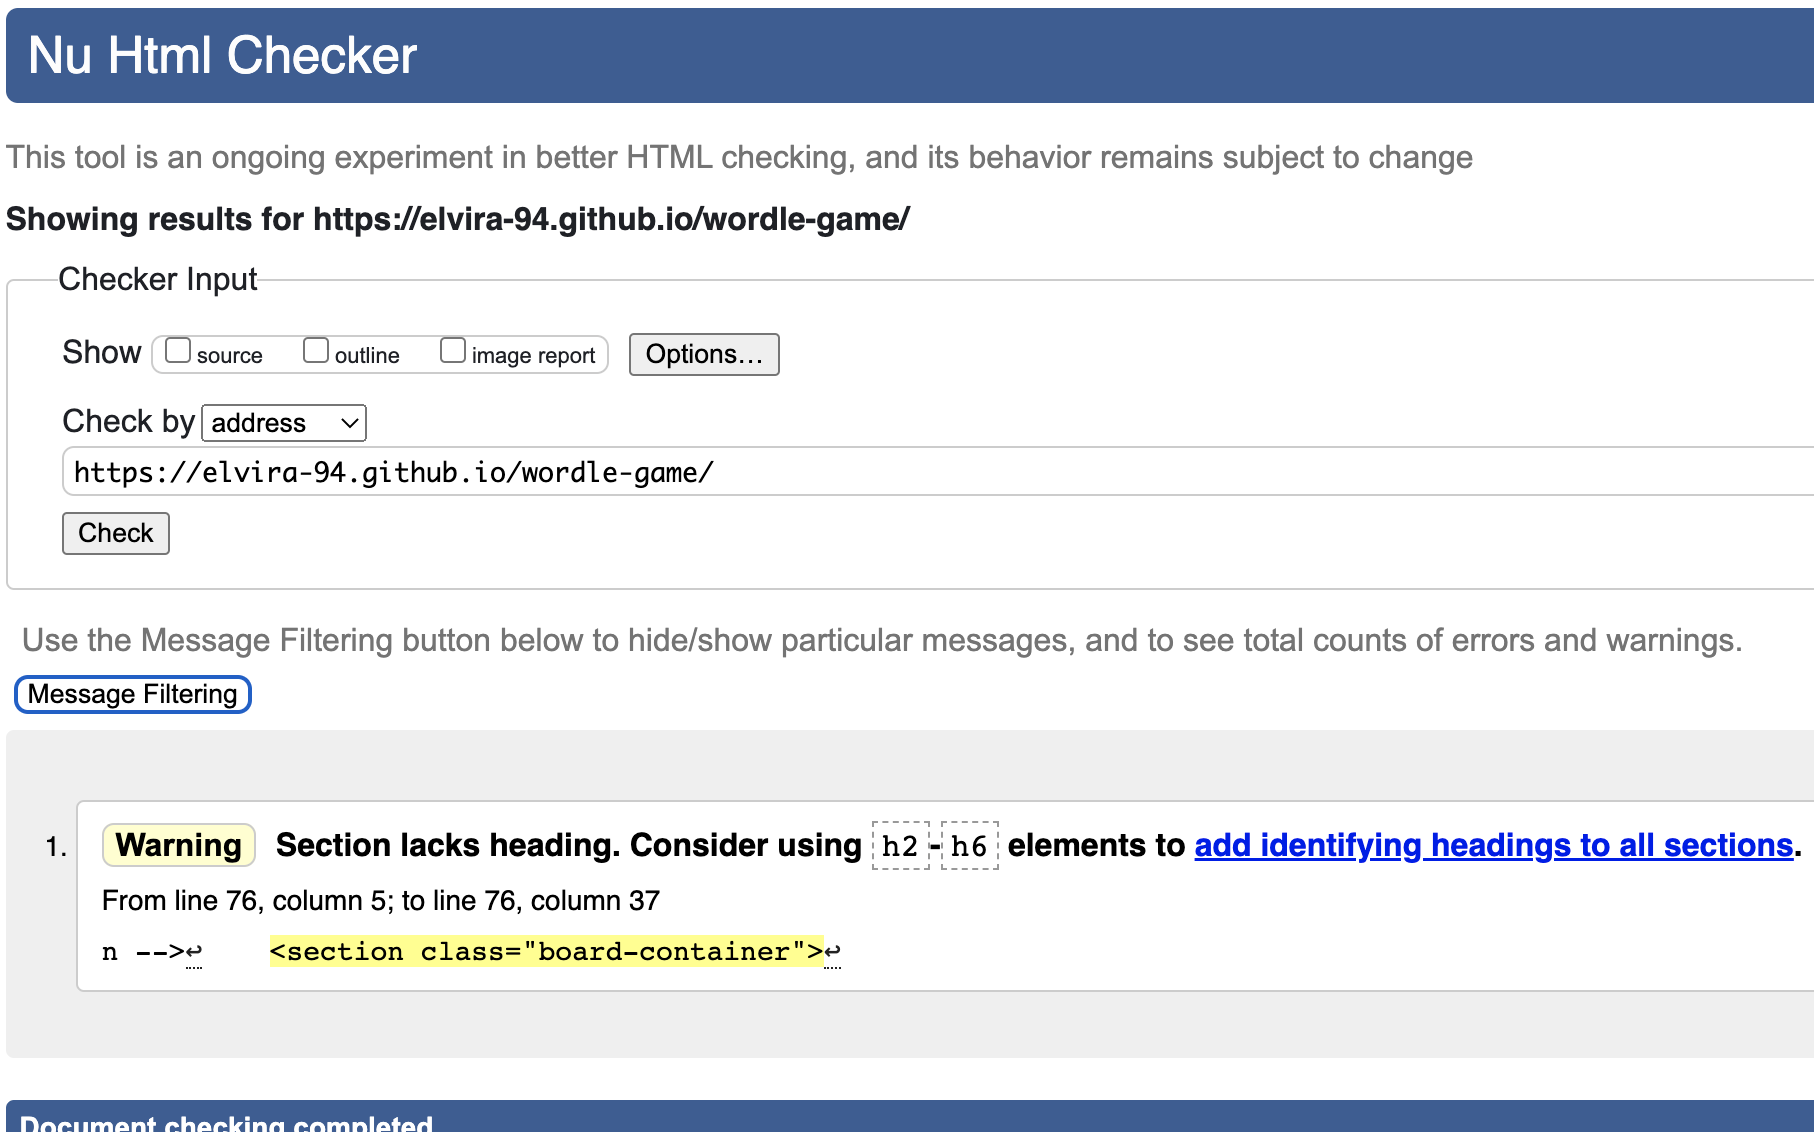 Nu Html Checker
This tool is an ongoing experiment in better HTML checking, and its behavior remains subject to change
Showing results for https://elvira-94.github.io/wordle-game/
Checker Input
Show source outline image report Options…
Check by address
https://elvira-94.github.io/wordle-game/
Check
Use the Message Filtering button below to hide/show particular messages, and to see total counts of errors and warnings.
Message Filtering
1. Warning Section lacks heading. Consider using h2-h6 elements to add identifying headings to all sections.
From line 76, column 5; to line 76, column 37
n -->↩ <section class="board-container">↩
Document checking completed